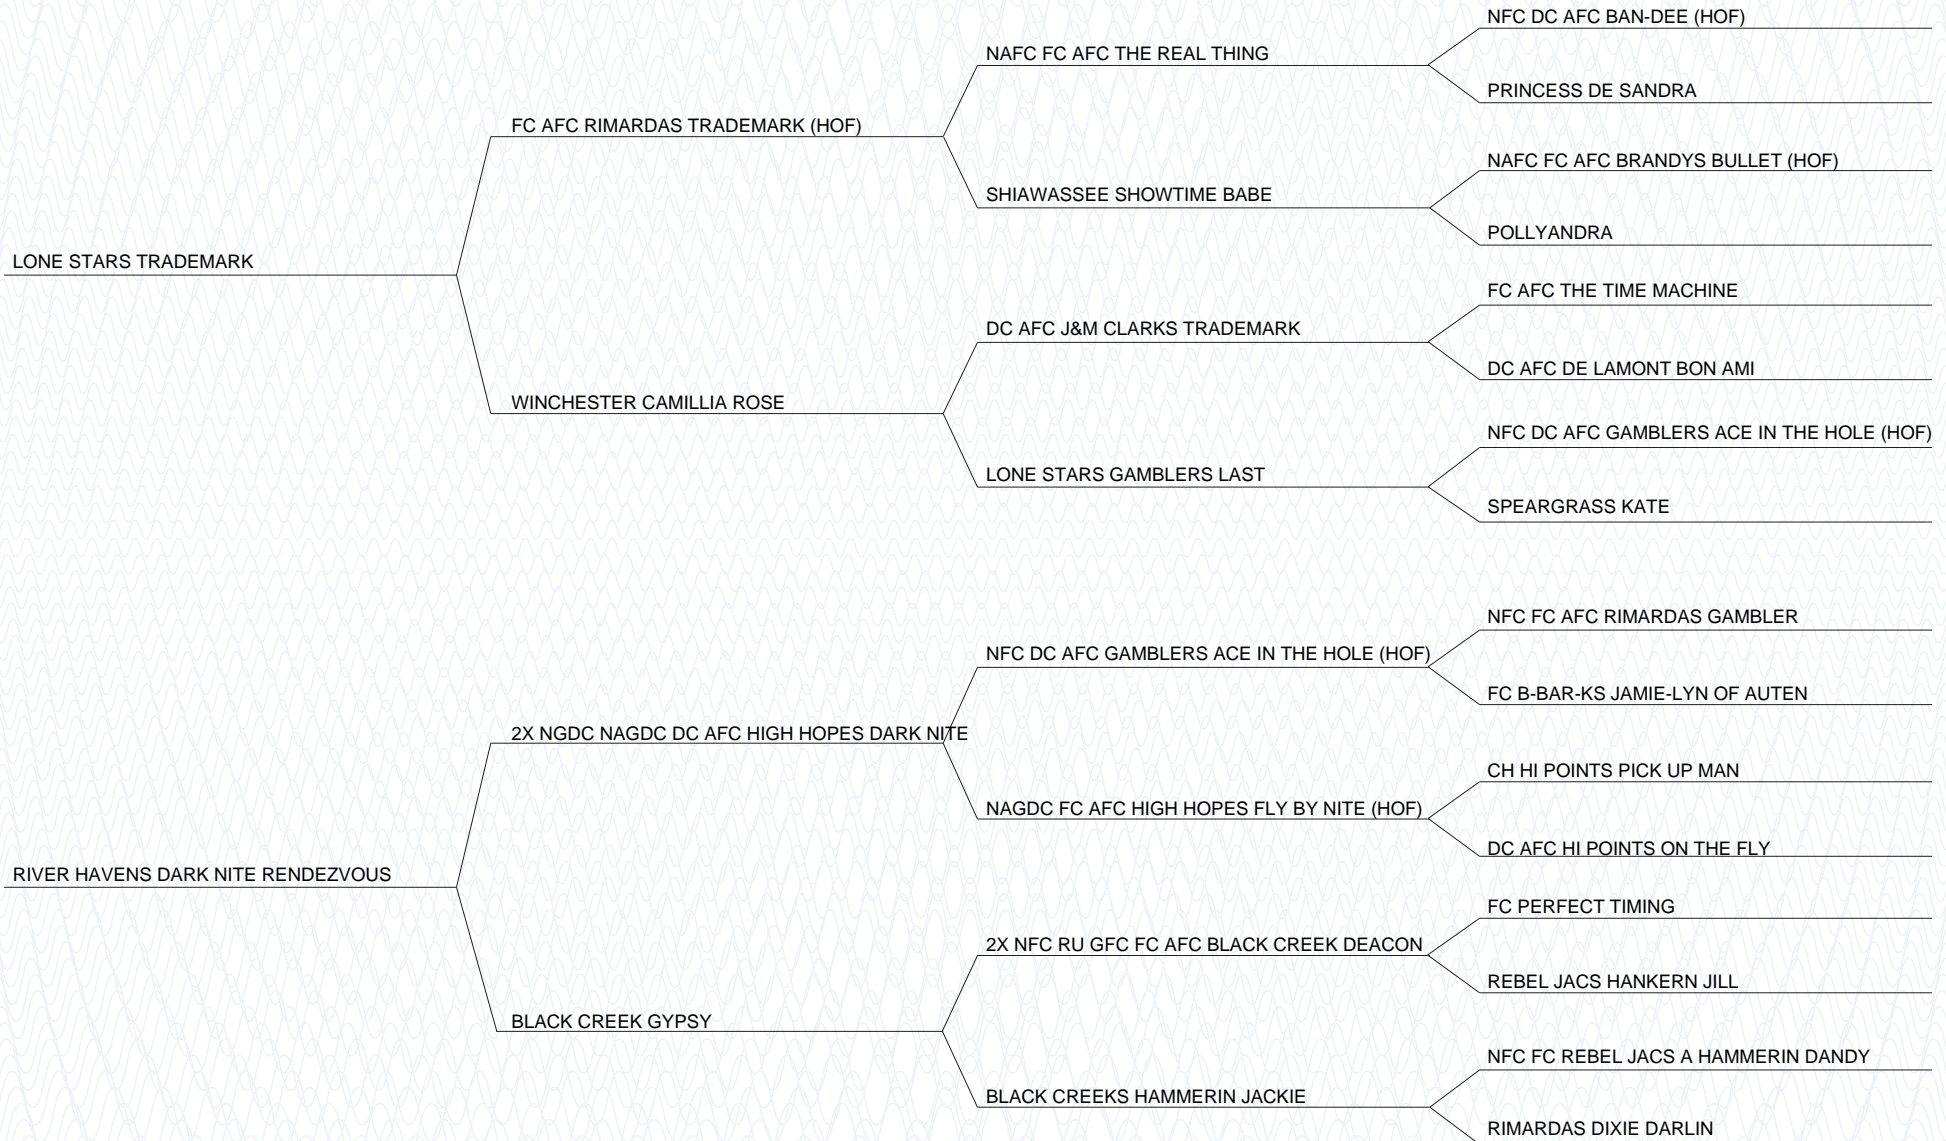 NFC DC AFC BAN-DEE (HOF)
NAFC FC AFC THE REAL THING
PRINCESS DE SANDRA
FC AFC RIMARDAS TRADEMARK (HOF)
NAFC FC AFC BRANDYS BULLET (HOF)
SHIAWASSEE SHOWTIME BABE
POLLYANDRA
LONE STARS TRADEMARK
FC AFC THE TIME MACHINE
DC AFC J&M CLARKS TRADEMARK
DC AFC DE LAMONT BON AMI
WINCHESTER CAMILLIA ROSE
NFC DC AFC GAMBLERS ACE IN THE HOLE (HOF)
LONE STARS GAMBLERS LAST
SPEARGRASS KATE
NFC FC AFC RIMARDAS GAMBLER
NFC DC AFC GAMBLERS ACE IN THE HOLE (HOF)
FC B-BAR-KS JAMIE-LYN OF AUTEN
2X NGDC NAGDC DC AFC HIGH HOPES DARK NITE
CH HI POINTS PICK UP MAN
NAGDC FC AFC HIGH HOPES FLY BY NITE (HOF)
DC AFC HI POINTS ON THE FLY
RIVER HAVENS DARK NITE RENDEZVOUS
FC PERFECT TIMING
2X NFC RU GFC FC AFC BLACK CREEK DEACON
REBEL JACS HANKERN JILL
BLACK CREEK GYPSY
NFC FC REBEL JACS A HAMMERIN DANDY
BLACK CREEKS HAMMERIN JACKIE
RIMARDAS DIXIE DARLIN